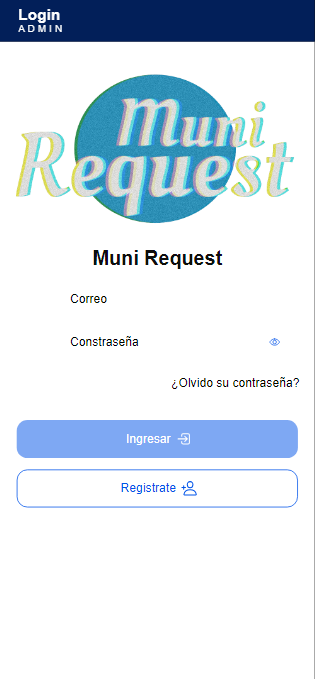 Login
ADMIN
Muni
Request
Muni Request
Correo
Constraseña
¿Olvido su contraseña?
Ingresar
Registrate